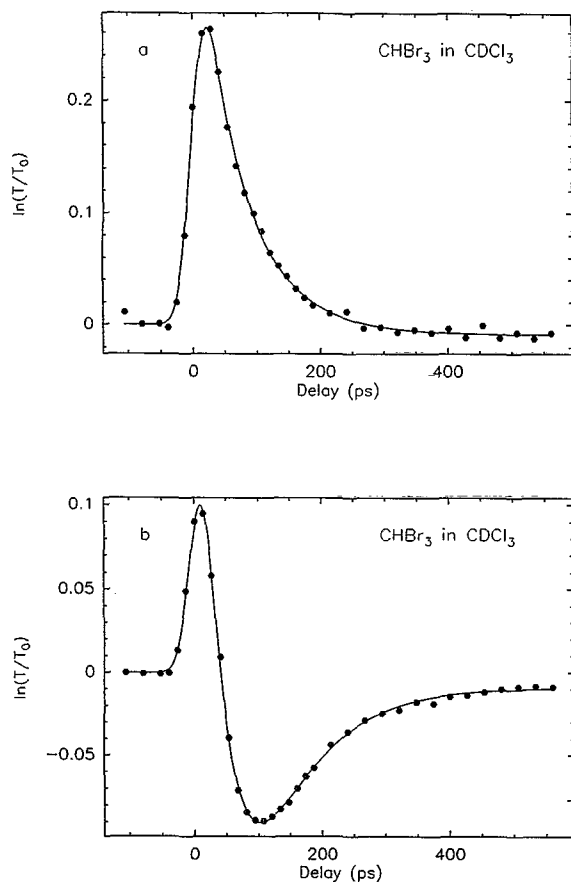 a
CHBr₃ in CDCl₃
ln(T/T₀)
0.2
0.1
0
0
200
400
Delay (ps)
b
CHBr₃ in CDCl₃
ln(T/T₀)
0.1
0.05
0
−0.05
0
200
400
Delay (ps)